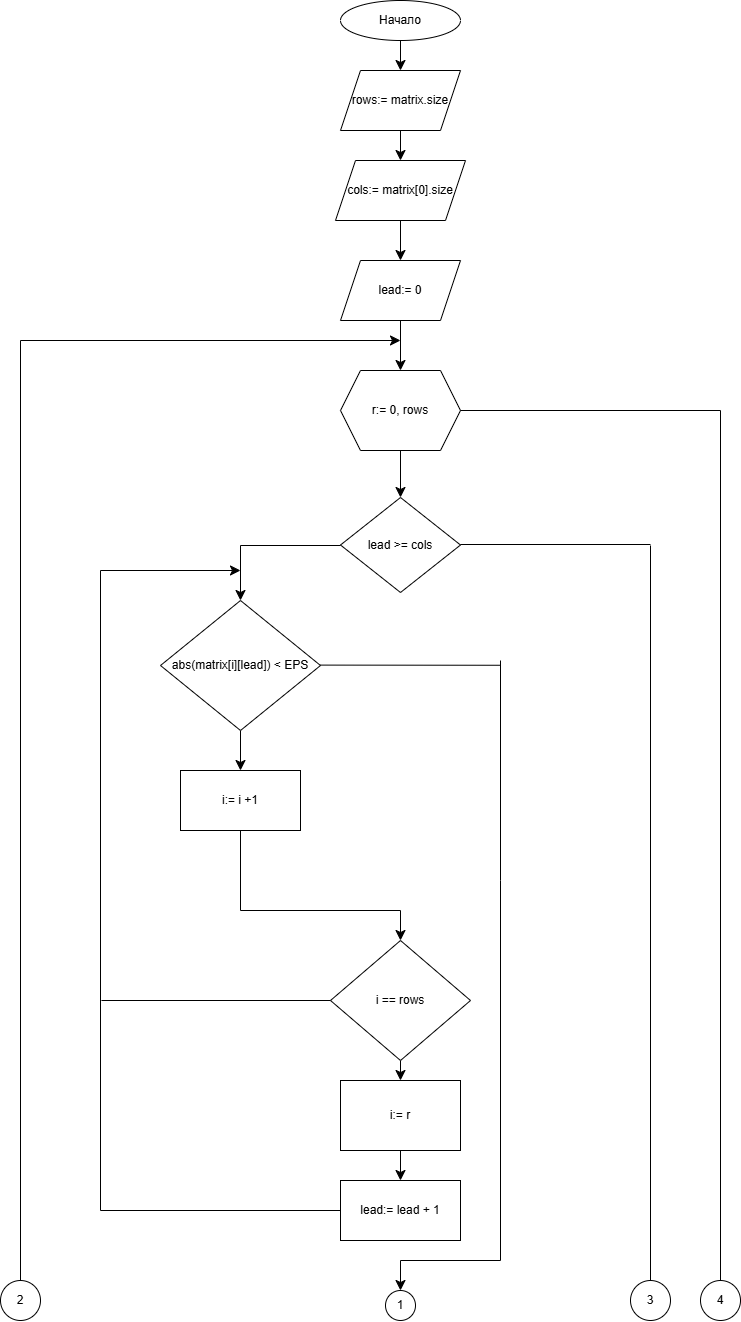 Начало
rows:= matrix.size
cols:= matrix[0].size
lead:= 0
r:= 0, rows
lead >= cols
abs(matrix[i][lead]) < EPS
i:= i +1
i == rows
i:= r
lead:= lead + 1
2
1
3
4